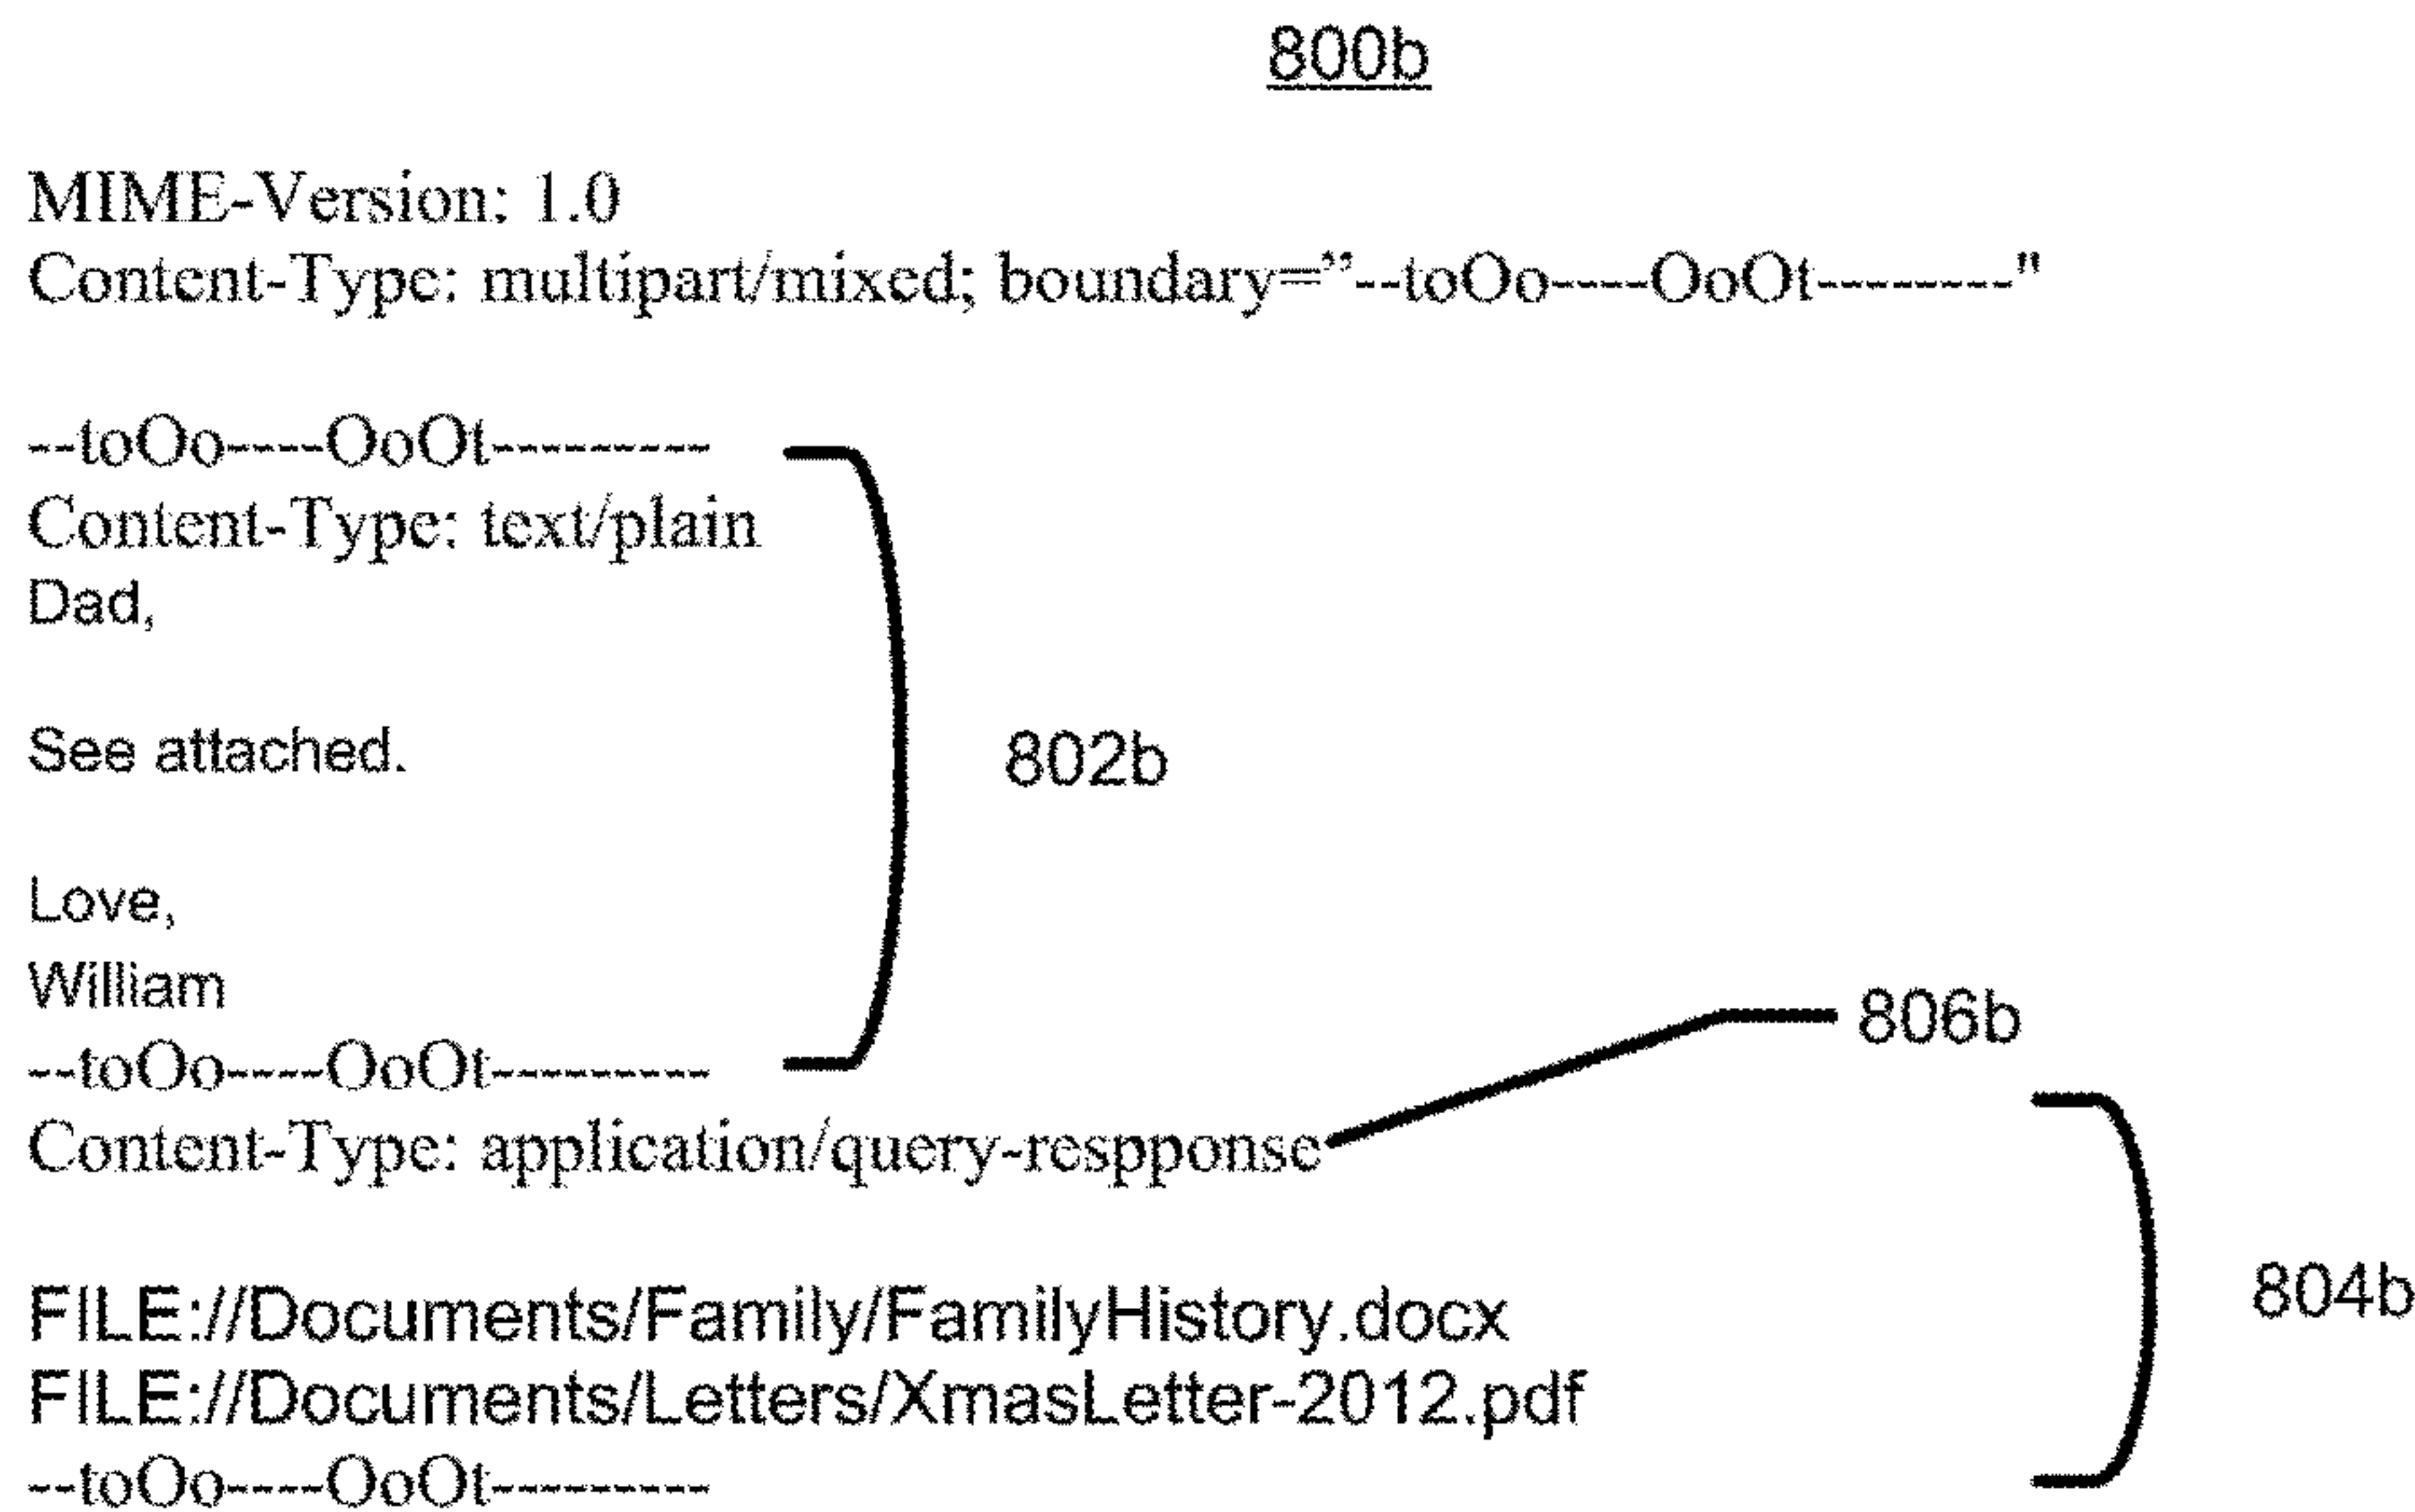 800b
MIME-Version: 1.0
Content-Type: multipart/mixed; boundary=”--toOo----OoOt--------"
--toOo----OoOt---------
Content-Type: text/plain
Dad,
See attached.
802b
Love,
William
806b
--toOo----OoOt---------
Content-Type: application/query-respponse
804b
FILE://Documents/Family/FamilyHistory.docx
FILE://Documents/Letters/XmasLetter-2012.pdf
--toOo----OoOt---------